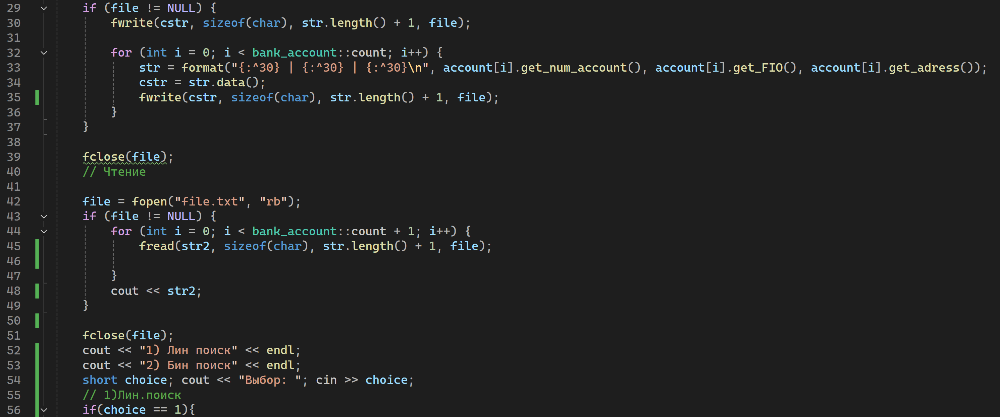 29 if (file != NULL) {
30 fwrite(cstr, sizeof(char), str.length() + 1, file);
31
32 for (int i = 0; i < bank_account::count; i++) {
33 str = format("{:^30} | {:^30} | {:^30}\n", account[i].get_num_account(), account[i].get_FIO(), account[i].get_adress());
34 cstr = str.data();
35 fwrite(cstr, sizeof(char), str.length() + 1, file);
36 }
37 }
38
39 fclose(file);
40 // Чтение
41
42 file = fopen("file.txt", "rb");
43 if (file != NULL) {
44 for (int i = 0; i < bank_account::count + 1; i++) {
45 fread(str2, sizeof(char), str.length() + 1, file);
46
47 }
48 cout << str2;
49 }
50
51 fclose(file);
52 cout << "1) Лин поиск" << endl;
53 cout << "2) Бин поиск" << endl;
54 short choice; cout << "Выбор: "; cin >> choice;
55 // 1)Лин.поиск
56 if(choice == 1){